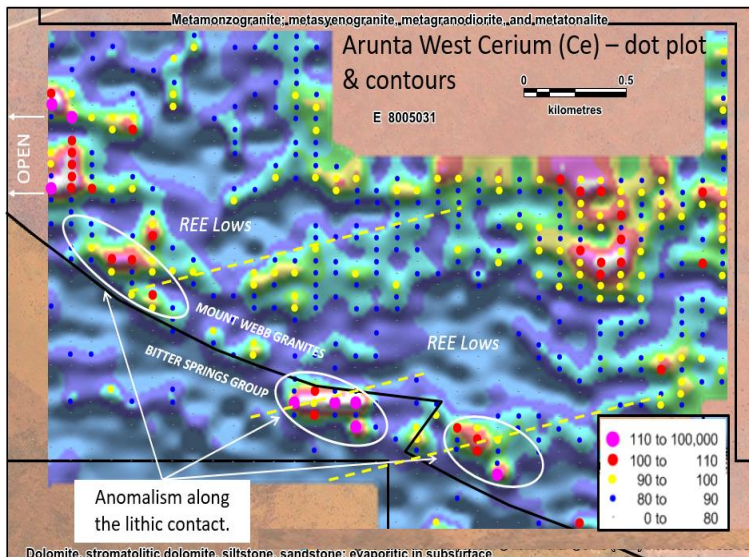 Metamonzogranite; metasyenogranite, metagranodiorite, and metatonalite
Arunta West Cerium (Ce) – dot plot
& contours
0 0.5
kilometres
E 8005031
OPEN
REE Lows
MOUNT WEBB GRANITES
BITTER SPRINGS GROUP
REE Lows
Anomalism along
the lithic contact.
110 to 100,000
100 to 110
90 to 100
80 to 90
0 to 80
Dolomite, stromatolitic dolomite, siltstone, sandstone; evaporitic in subsurface